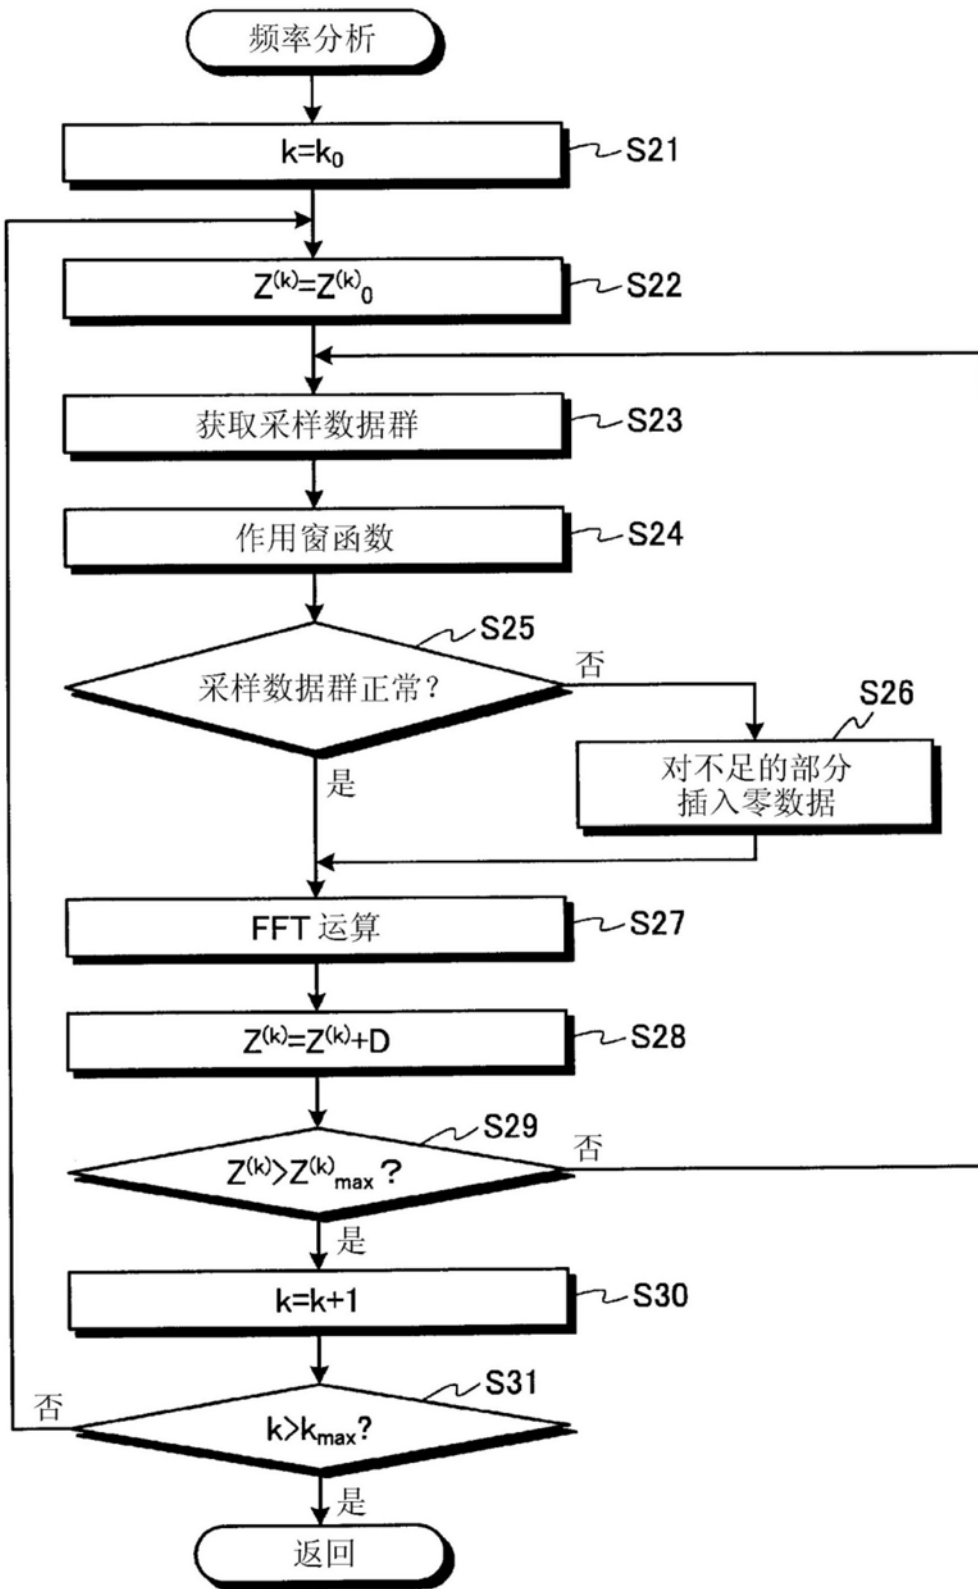 频率分析
k=k₀
S21
Z⁽ᵏ⁾=Z⁽ᵏ⁾₀
S22
获取采样数据群
S23
作用窗函数
S24
S25
采样数据群正常?
否
S26
对不足的部分
插入零数据
是
FFT 运算
S27
Z⁽ᵏ⁾=Z⁽ᵏ⁾+D
S28
S29
Z⁽ᵏ⁾>Z⁽ᵏ⁾max ?
否
是
k=k+1
S30
S31
k>kmax?
否
是
返回